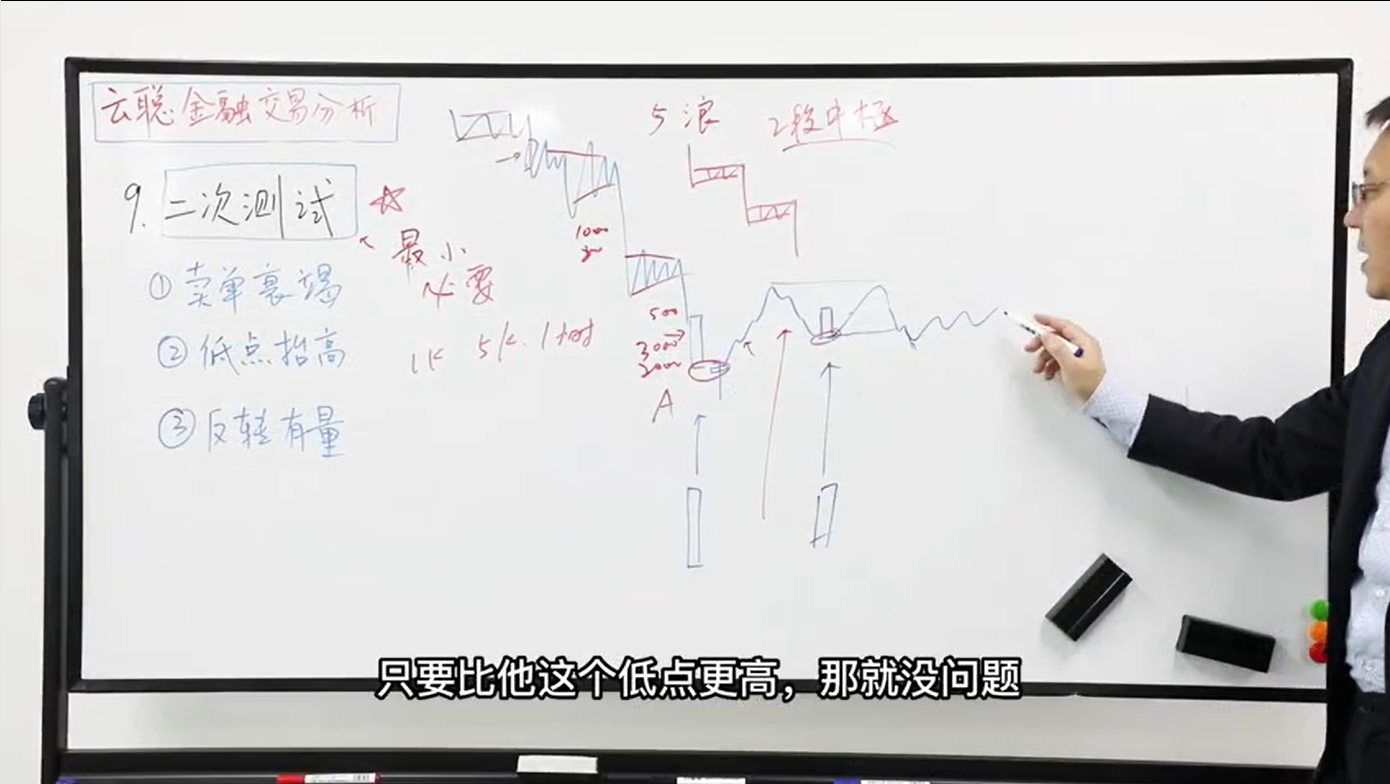 云聪金融交易分析
9. 二次测试
①卖单衰竭
②低点抬高
③反转有量
最小
必要
1K 5K. 1小时
5浪 2段中枢
1000
500
300
2000
A
只要比他这个低点更高，那就没问题